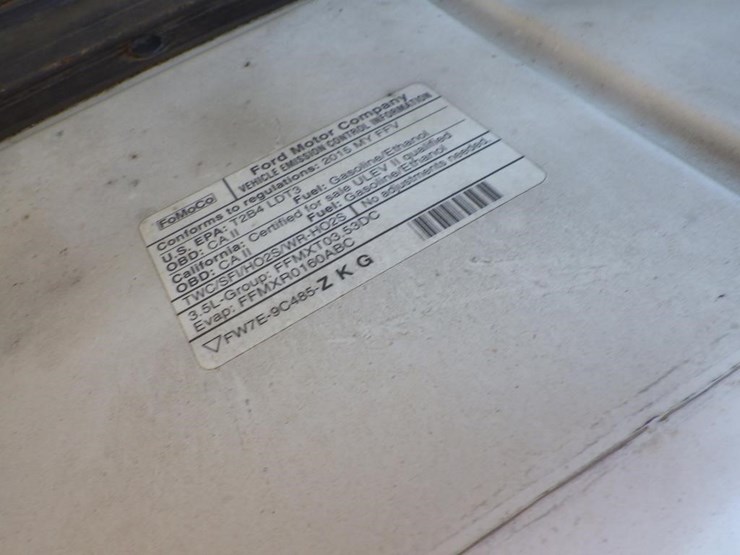 FoMoCo
Ford Motor Company
VEHICLE EMISSION CONTROL INFORMATION
Conforms to regulations: 2015 MY FFV
U.S. EPA: T2B4 LDT3 Fuel: Gasoline/Ethanol
OBD: CA II
California: Certified for sale ULEV II qualified
OBD: CA II Fuel: Gasoline/Ethanol
TWC/SFI/HO2S/WR-HO2S No adjustments needed.
3.5L-Group: FFMXT03.53DC
Evap: FFMXR0160ABC
FW7E-9C485-ZKG